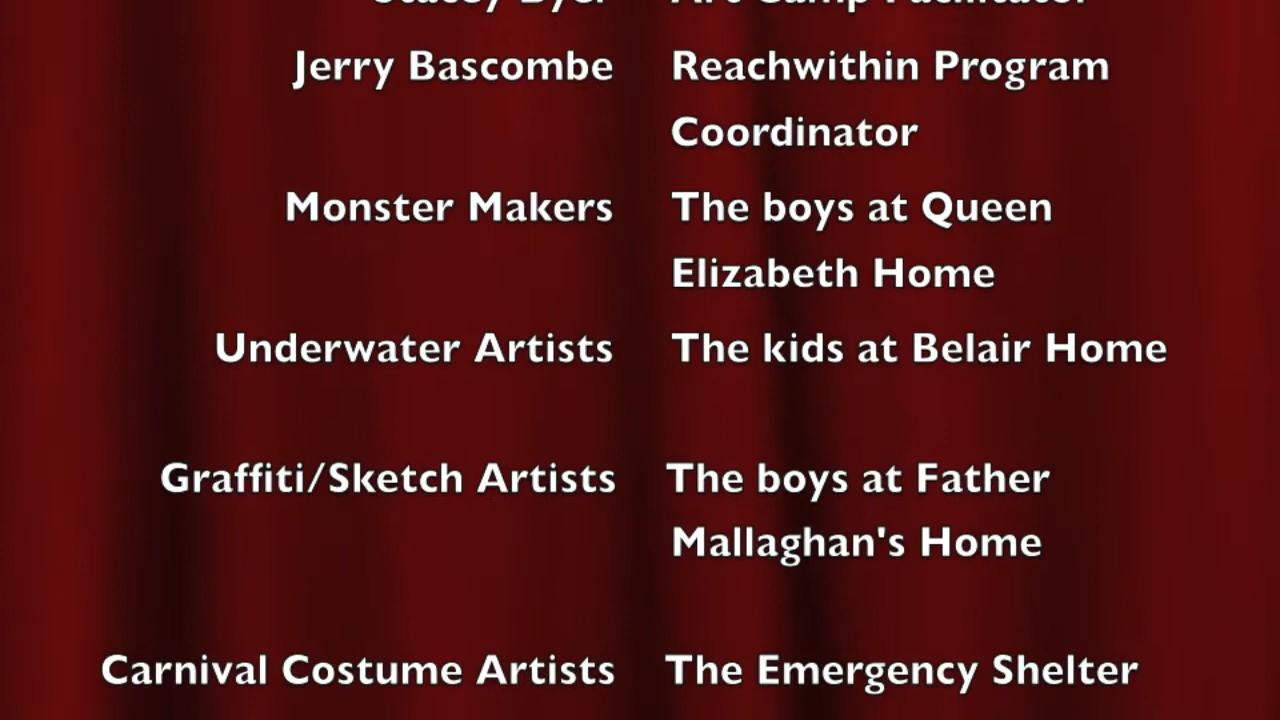 Jerry Bascombe Reachwithin Program
Coordinator
Monster Makers The boys at Queen
Elizabeth Home
Underwater Artists The kids at Belair Home
Graffiti/Sketch Artists The boys at Father
Mallaghan's Home
Carnival Costume Artists The Emergency Shelter